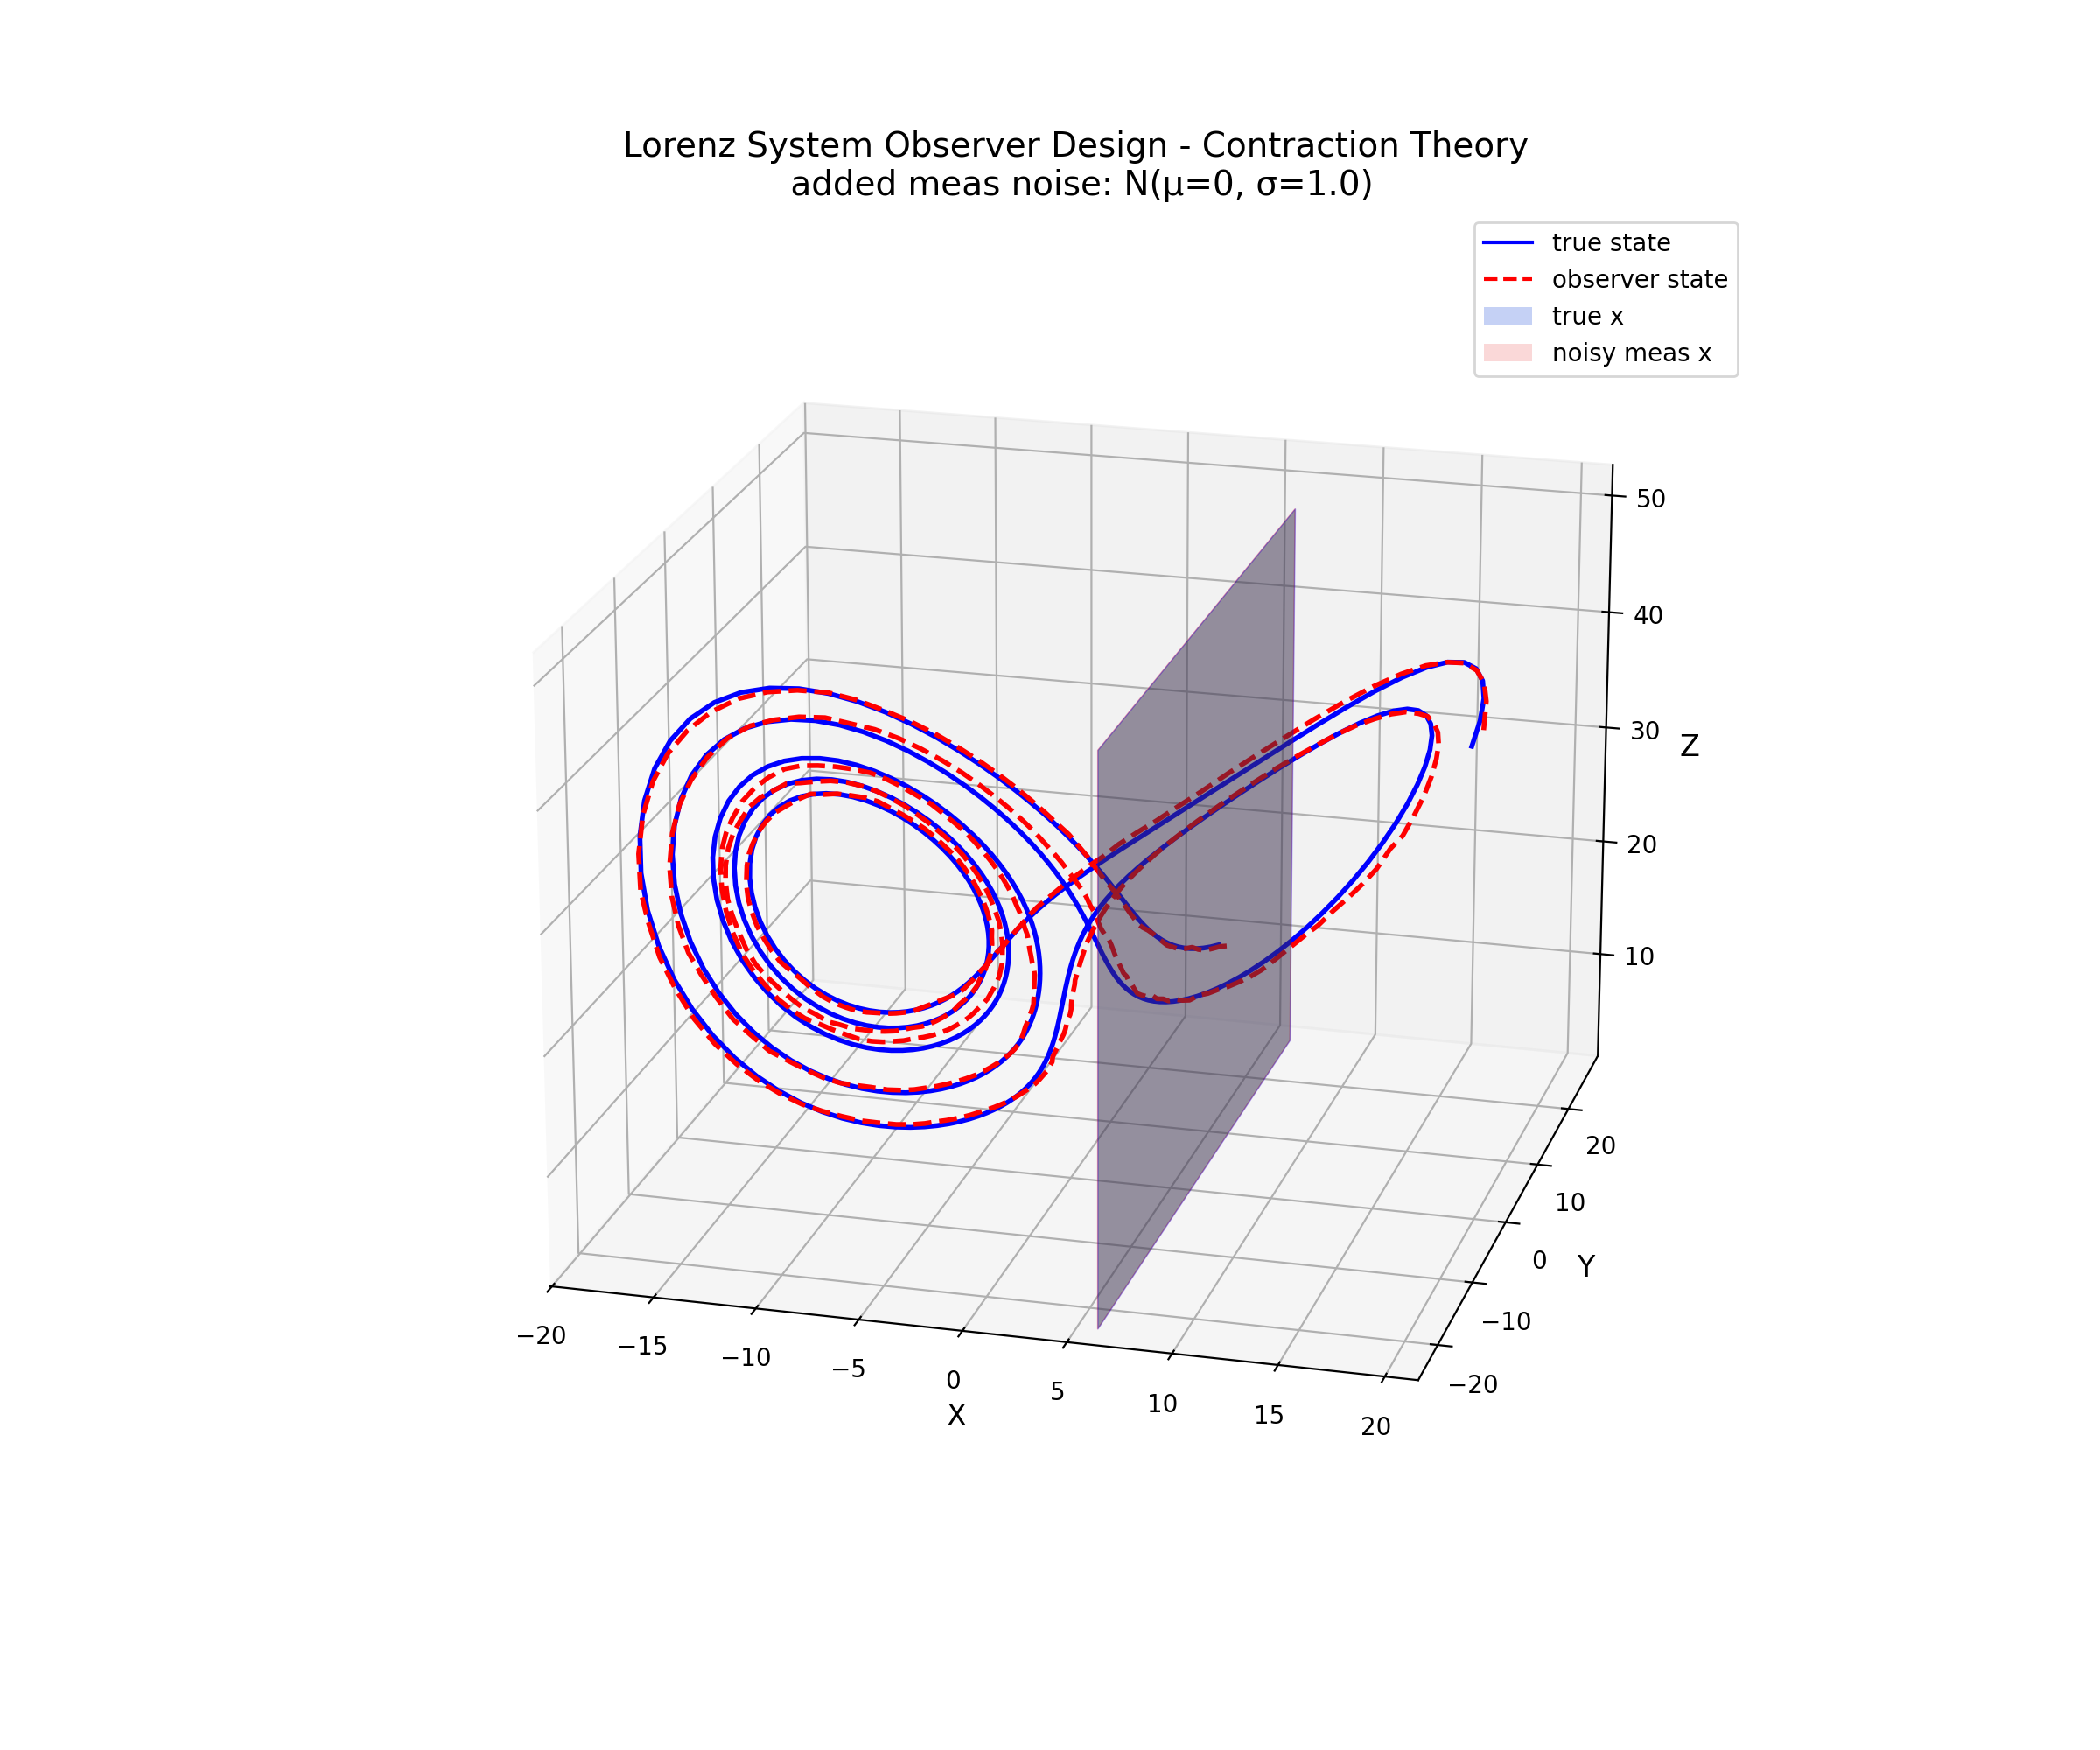 Lorenz System Observer Design - Contraction Theory
added meas noise: N(μ=0, σ=1.0)
true state
observer state
true x
noisy meas x
50
40
30
Z
20
10
20
10
0
Y
−10
−20
−20
−15
−10
−5
0
5
10
15
20
X